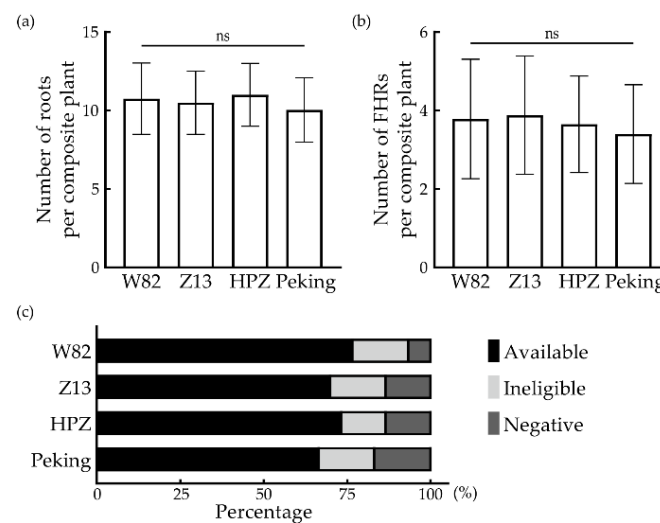 (a)
Number of roots
per composite plant
15
10
5
0
ns
W82 Z13 HPZ Peking
(b)
Number of FHRs
per composite plant
6
4
2
0
ns
W82 Z13 HPZ Peking
(c)
W82
Z13
HPZ
Peking
0 25 50 75 100 (%)
Percentage
Available
Ineligible
Negative